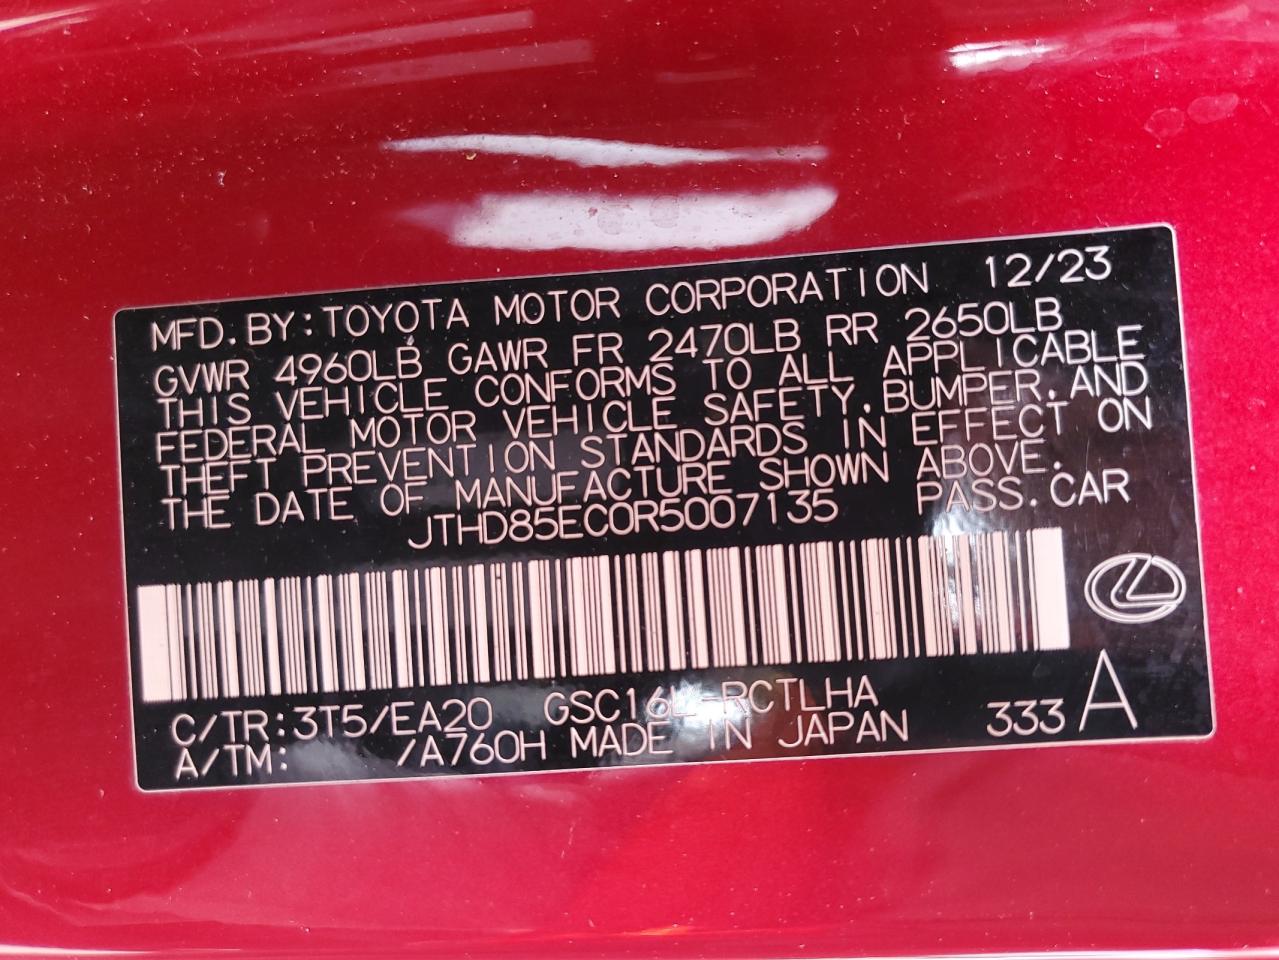 MFD. BY: TOYOTA MOTOR CORPORATION 12/23
GVWR 4960LB GAWR FR 2470LB RR 2650LB
THIS VEHICLE CONFORMS TO ALL APPLICABLE
FEDERAL MOTOR VEHICLE SAFETY, BUMPER, AND
THEFT PREVENTION STANDARDS IN EFFECT ON
THE DATE OF MANUFACTURE SHOWN ABOVE.
JTHD85EC0R5007135 PASS. CAR
C/TR: 3T5/EA20 GSC16L-RCTLHA
A/TM: /A760H MADE IN JAPAN 333 A